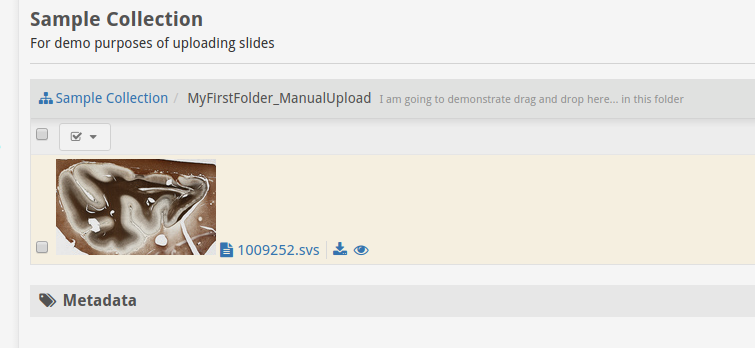 Sample Collection
For demo purposes of uploading slides
Sample Collection / MyFirstFolder_ManualUpload I am going to demonstrate drag and drop here... in this folder
1009252.svs
Metadata